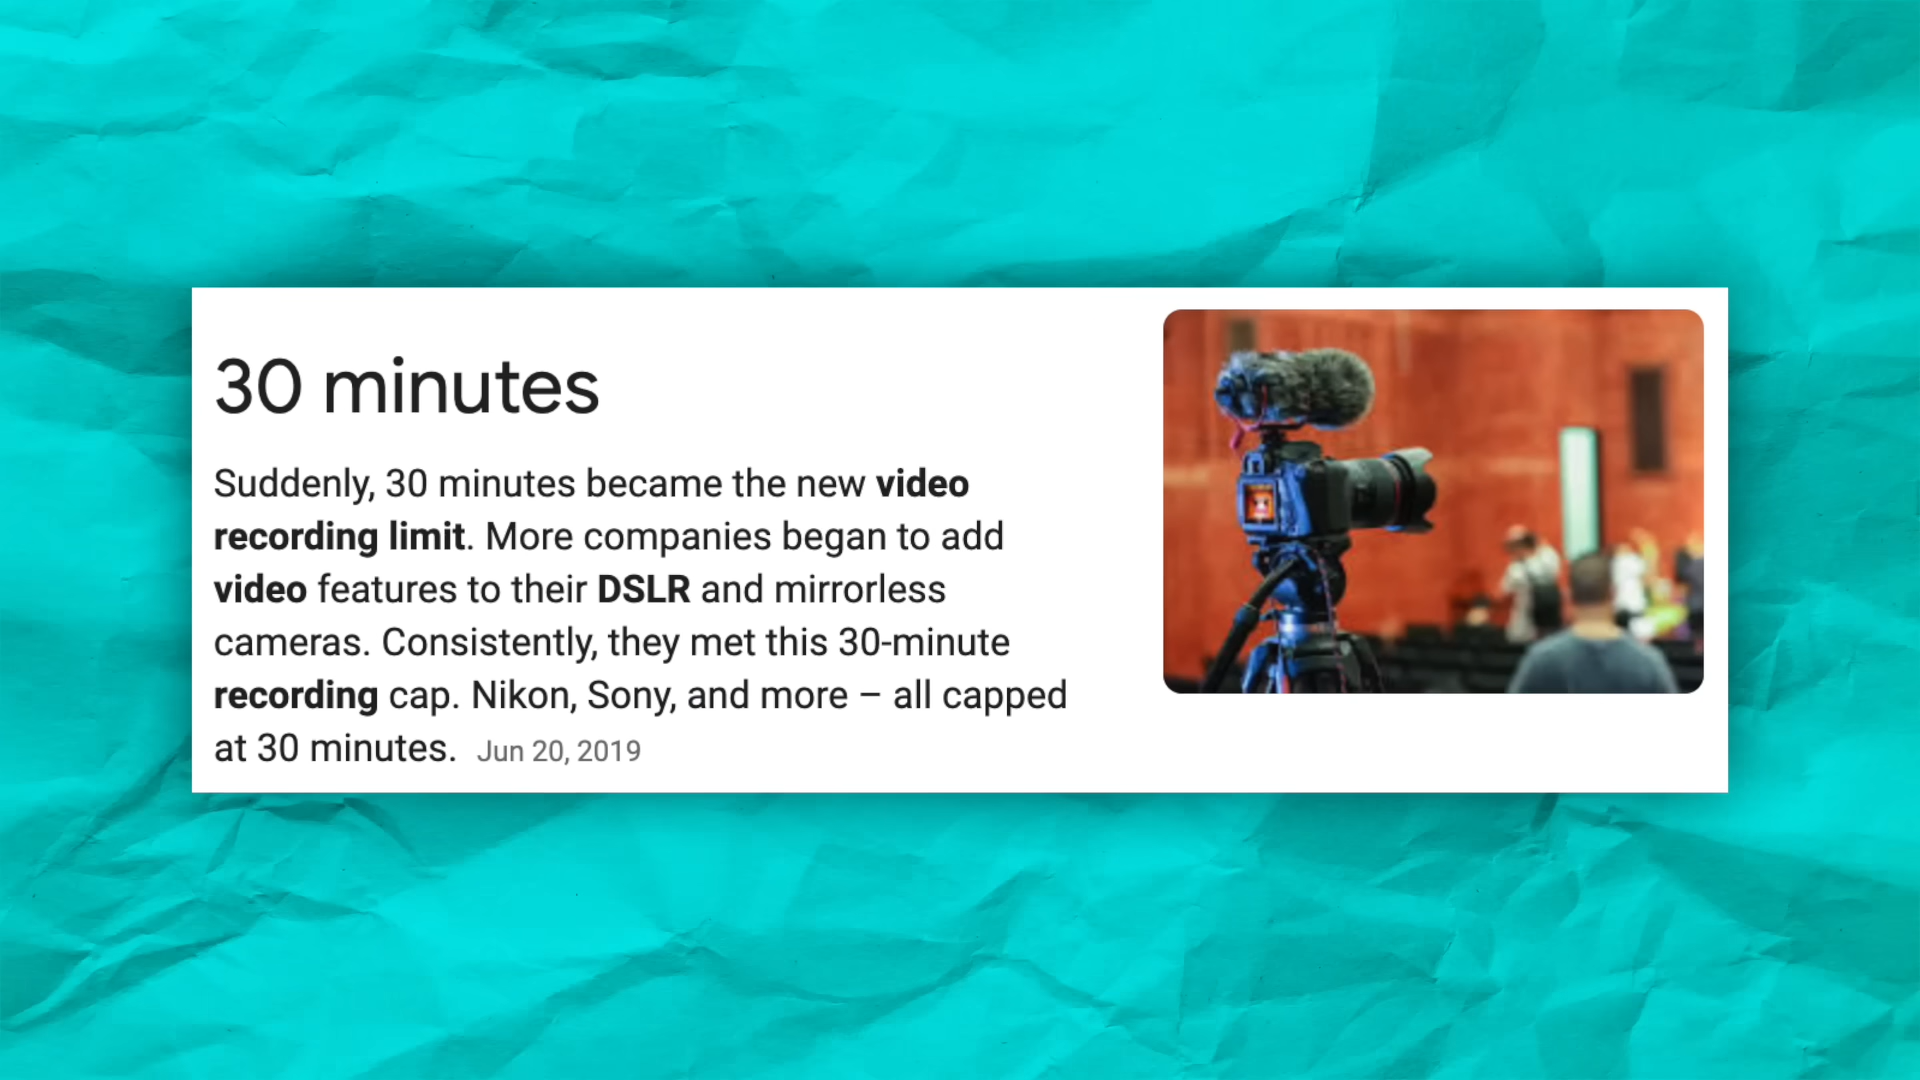 30 minutes
Suddenly, 30 minutes became the new video
recording limit. More companies began to add
video features to their DSLR and mirrorless
cameras. Consistently, they met this 30-minute
recording cap. Nikon, Sony, and more – all capped
at 30 minutes. Jun 20, 2019